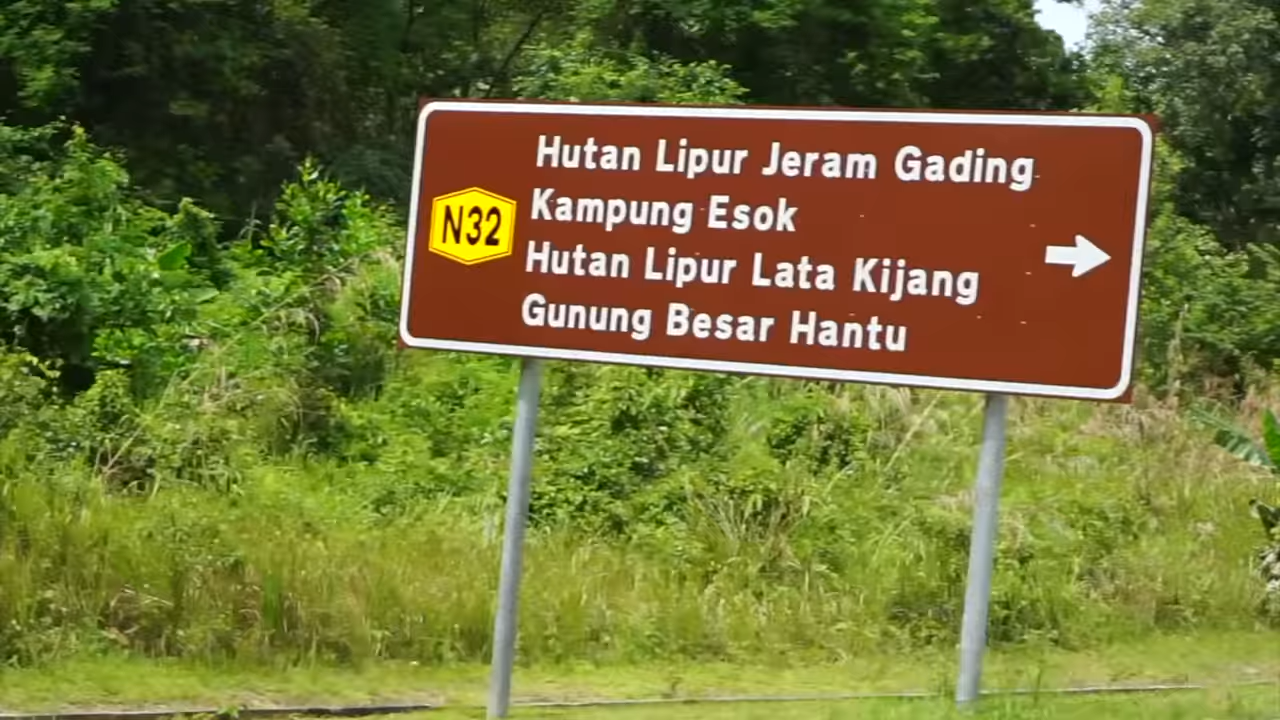 Hutan Lipur Jeram Gading
N32
Kampung Esok
Hutan Lipur Lata Kijang
Gunung Besar Hantu